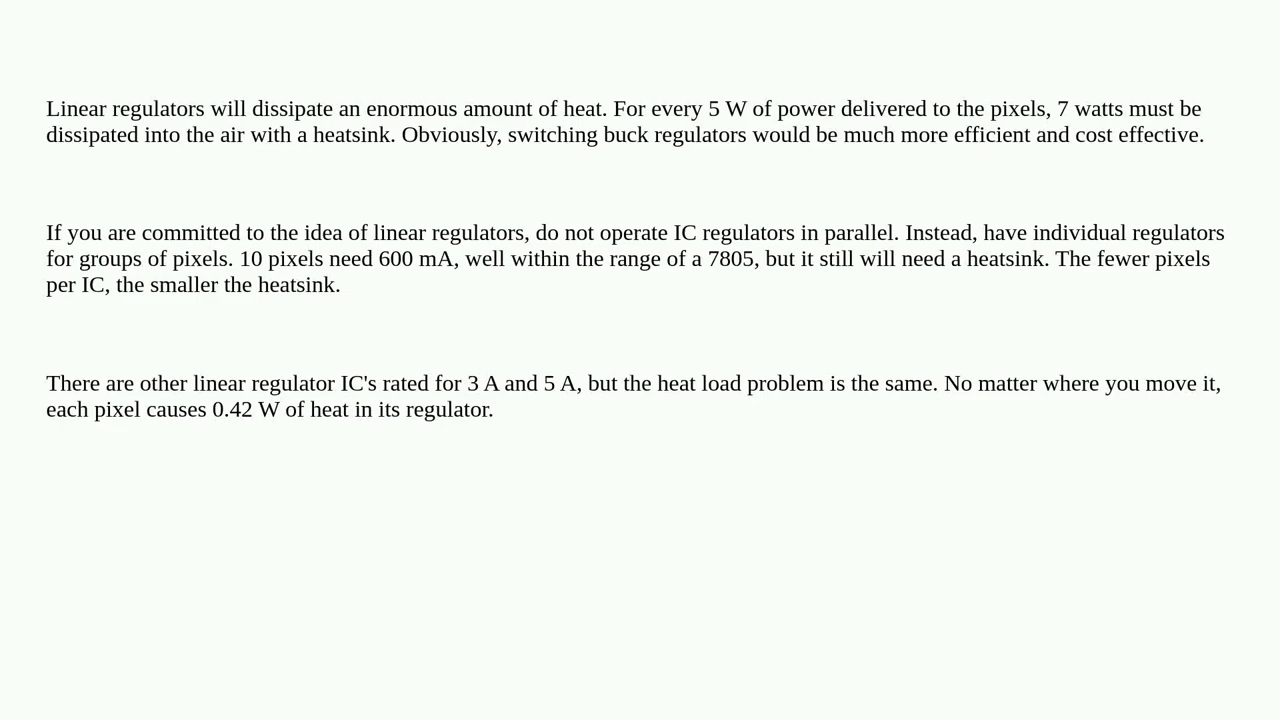 Linear regulators will dissipate an enormous amount of heat. For every 5 W of power delivered to the pixels, 7 watts must be
dissipated into the air with a heatsink. Obviously, switching buck regulators would be much more efficient and cost effective.
If you are committed to the idea of linear regulators, do not operate IC regulators in parallel. Instead, have individual regulators
for groups of pixels. 10 pixels need 600 mA, well within the range of a 7805, but it still will need a heatsink. The fewer pixels
per IC, the smaller the heatsink.
There are other linear regulator IC's rated for 3 A and 5 A, but the heat load problem is the same. No matter where you move it,
each pixel causes 0.42 W of heat in its regulator.